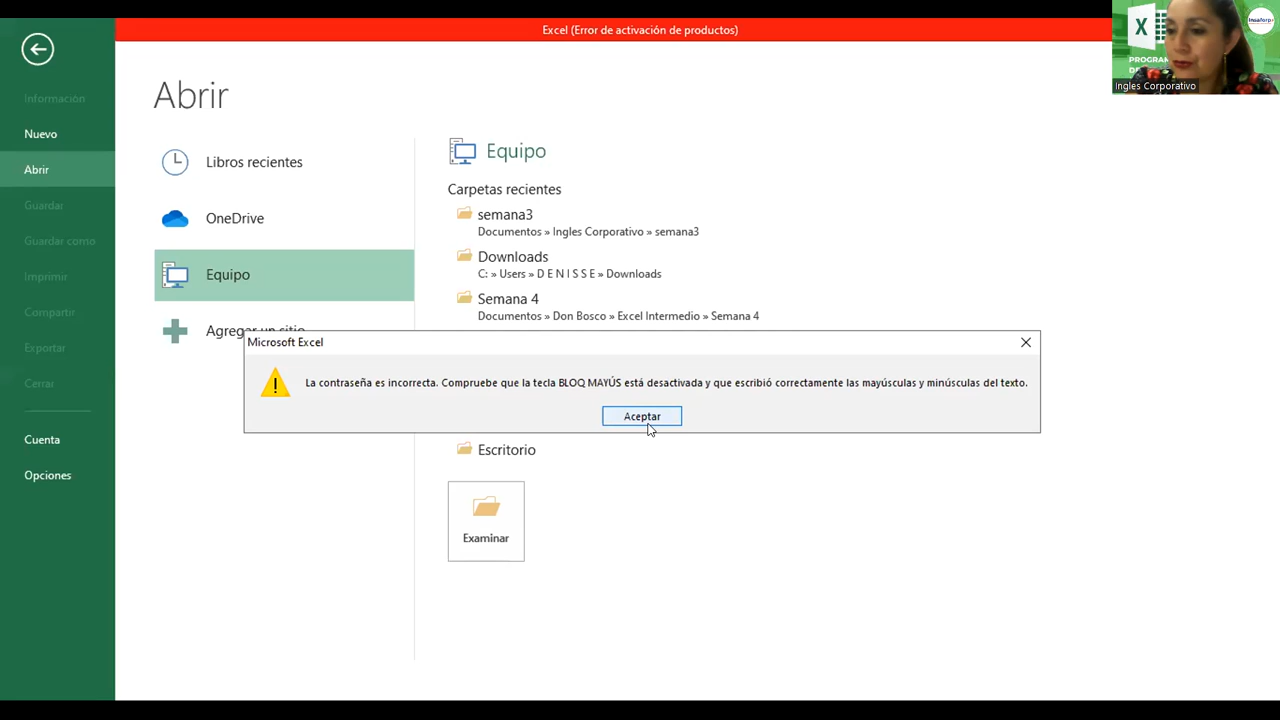 Excel (Error de activación de productos)
Ingles Corporativo
Información
Nuevo
Abrir
Guardar
Guardar como
Imprimir
Compartir
Exportar
Cerrar
Cuenta
Opciones
Abrir
Libros recientes
OneDrive
Equipo
Agregar un sitio
Equipo
Carpetas recientes
semana3
Documentos » Ingles Corporativo » semana3
Downloads
C: » Users » D E N I S S E » Downloads
Semana 4
Documentos » Don Bosco » Excel Intermedio » Semana 4
Microsoft Excel
La contraseña es incorrecta. Compruebe que la tecla BLOQ MAYÚS está desactivada y que escribió correctamente las mayúsculas y minúsculas del texto.
Aceptar
Escritorio
Examinar